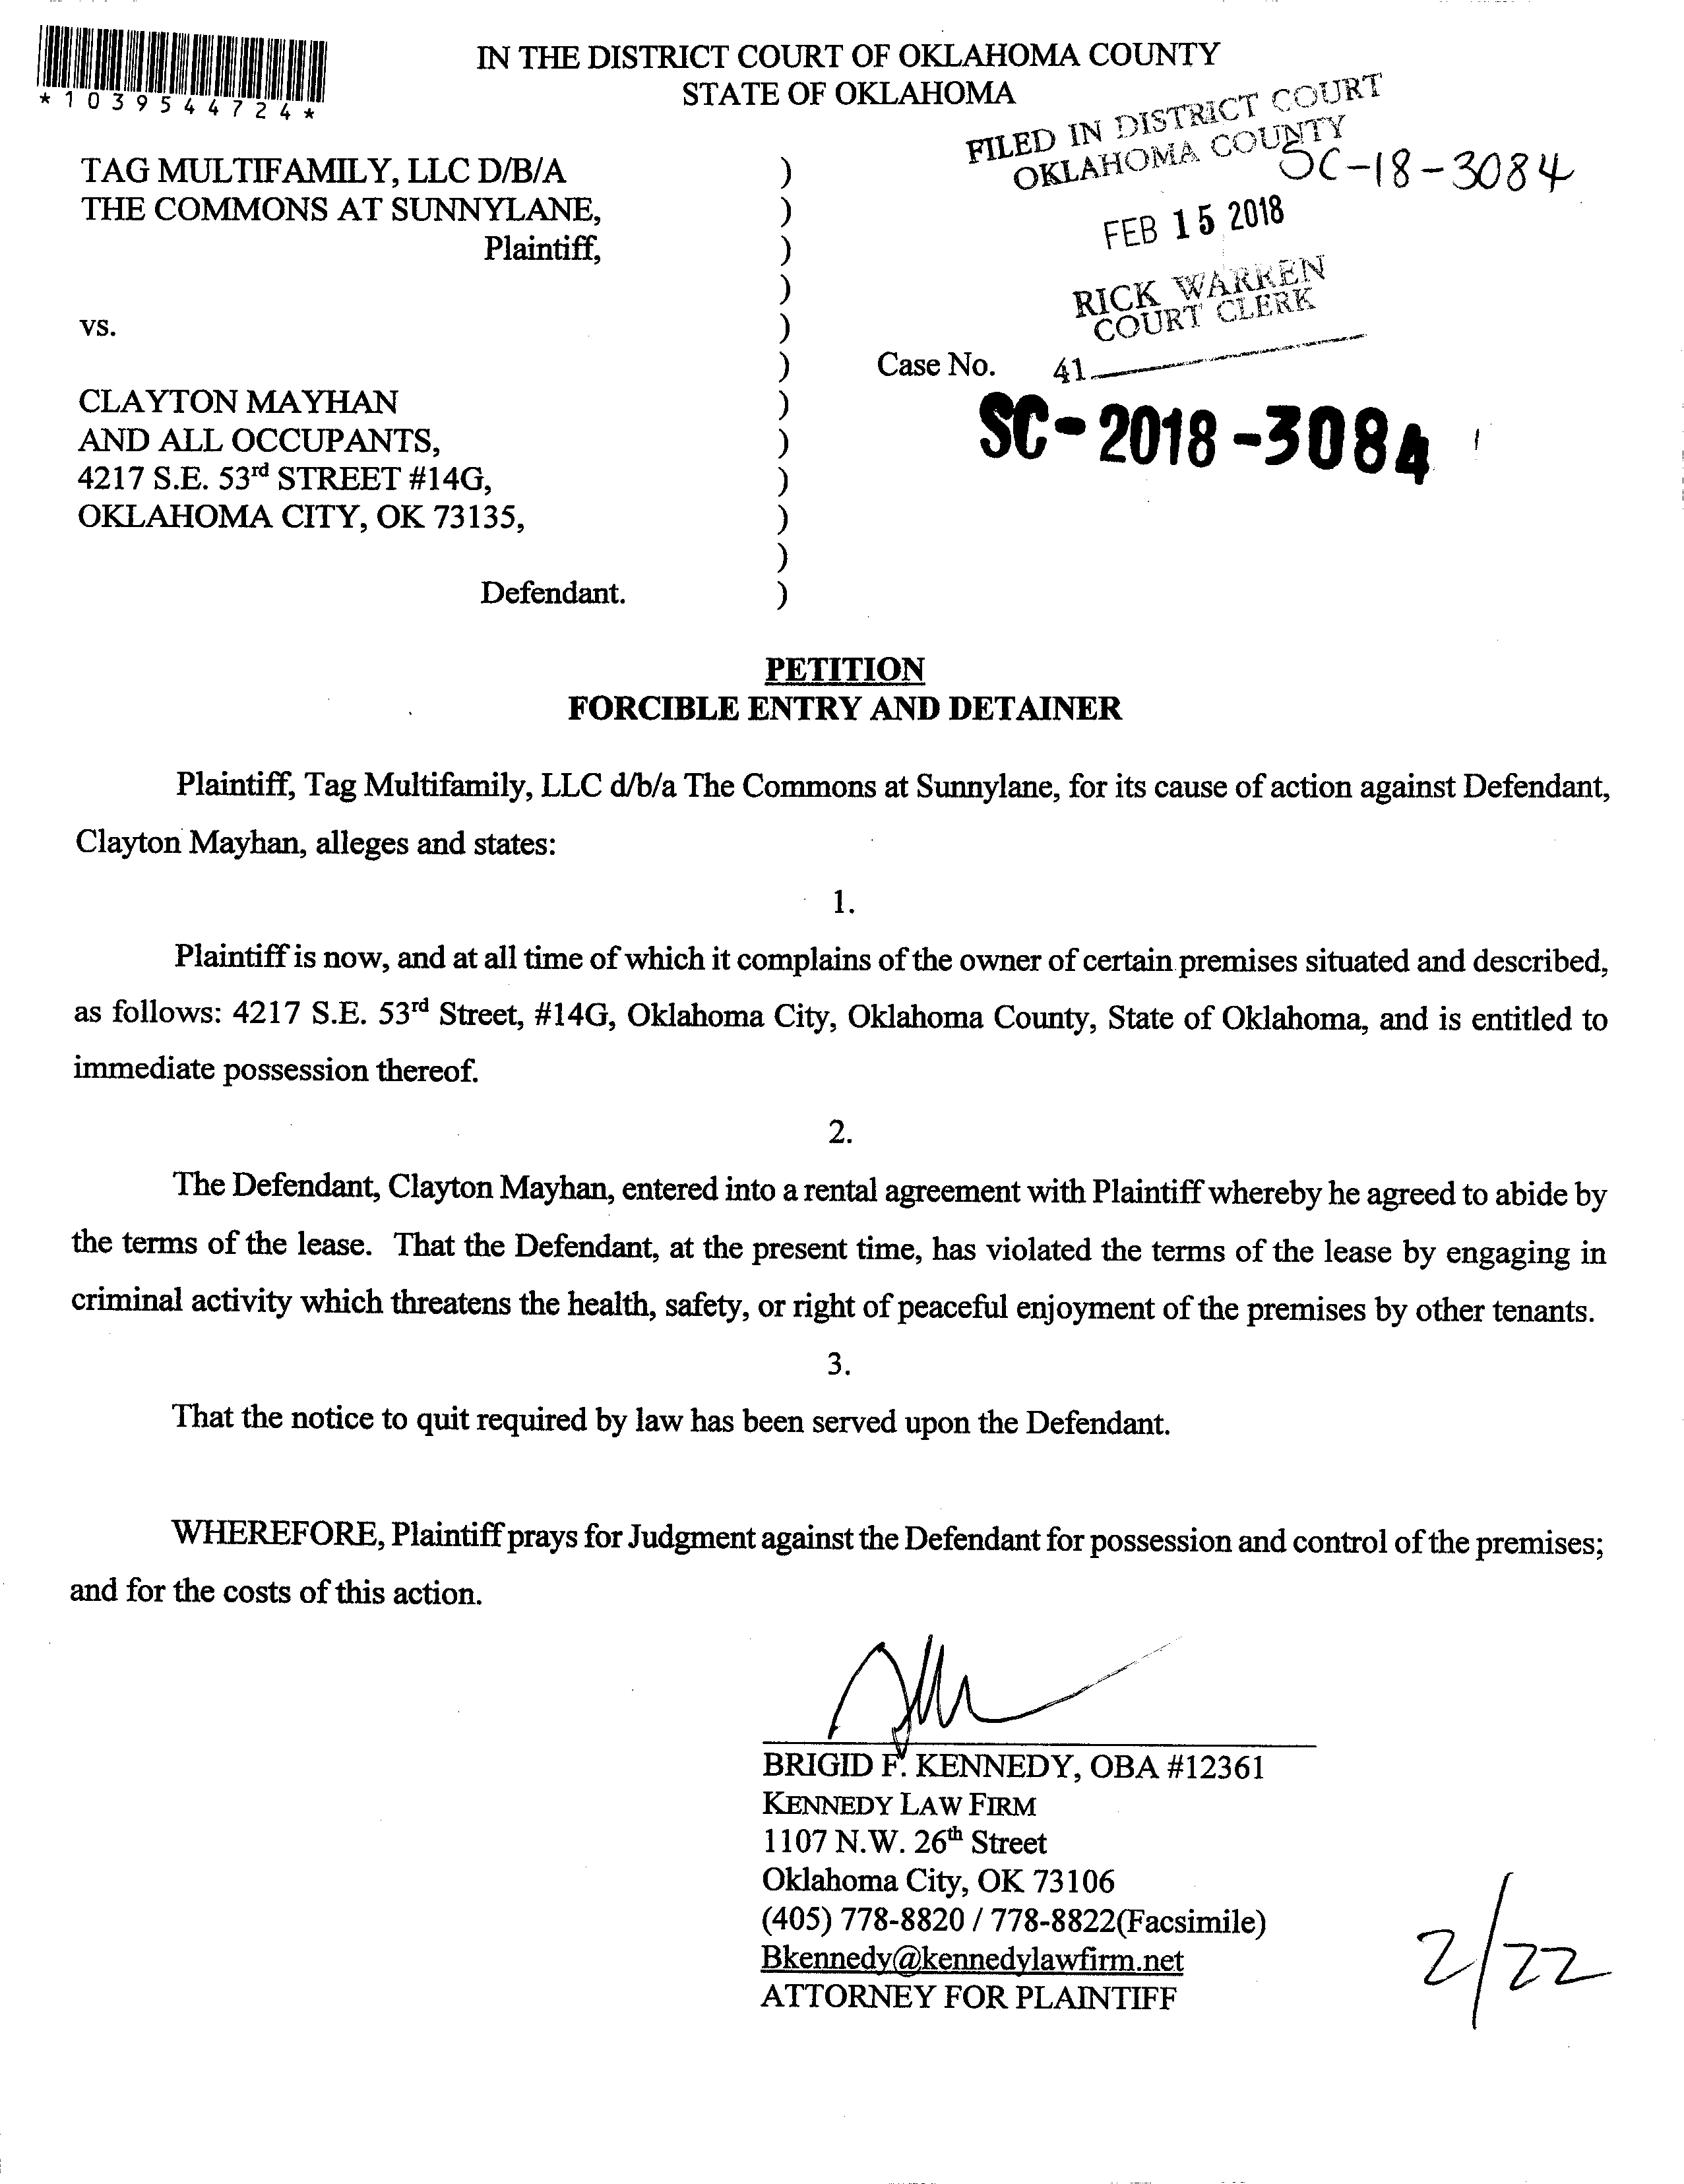 *1039544724*
IN THE DISTRICT COURT OF OKLAHOMA COUNTY
STATE OF OKLAHOMA
FILED IN DISTRICT COURT
OKLAHOMA COUNTY
SC-18-3084
FEB 15 2018
RICK WARREN
COURT CLERK
41
TAG MULTIFAMILY, LLC D/B/A )
THE COMMONS AT SUNNYLANE, )
Plaintiff, )
)
vs. )
) Case No.
CLAYTON MAYHAN )
SC-2018-3084
AND ALL OCCUPANTS, )
4217 S.E. 53rd STREET #14G, )
OKLAHOMA CITY, OK 73135, )
)
Defendant. )
PETITION
FORCIBLE ENTRY AND DETAINER
Plaintiff, Tag Multifamily, LLC d/b/a The Commons at Sunnylane, for its cause of action against Defendant,
Clayton Mayhan, alleges and states:
1.
Plaintiff is now, and at all time of which it complains of the owner of certain premises situated and described,
as follows: 4217 S.E. 53rd Street, #14G, Oklahoma City, Oklahoma County, State of Oklahoma, and is entitled to
immediate possession thereof.
2.
The Defendant, Clayton Mayhan, entered into a rental agreement with Plaintiff whereby he agreed to abide by
the terms of the lease. That the Defendant, at the present time, has violated the terms of the lease by engaging in
criminal activity which threatens the health, safety, or right of peaceful enjoyment of the premises by other tenants.
3.
That the notice to quit required by law has been served upon the Defendant.
WHEREFORE, Plaintiff prays for Judgment against the Defendant for possession and control of the premises;
and for the costs of this action.
BRIGID F. KENNEDY, OBA #12361
KENNEDY LAW FIRM
1107 N.W. 26th Street
Oklahoma City, OK 73106
(405) 778-8820 / 778-8822(Facsimile)
Bkennedy@kennedylawfirm.net
ATTORNEY FOR PLAINTIFF
2/22